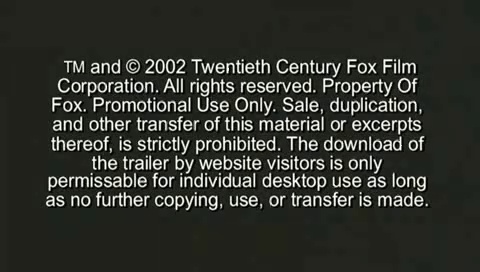 TM and © 2002 Twentieth Century Fox Film
Corporation. All rights reserved. Property Of
Fox. Promotional Use Only. Sale, duplication,
and other transfer of this material or excerpts
thereof, is strictly prohibited. The download of
the trailer by website visitors is only
permissable for individual desktop use as long
as no further copying, use, or transfer is made.